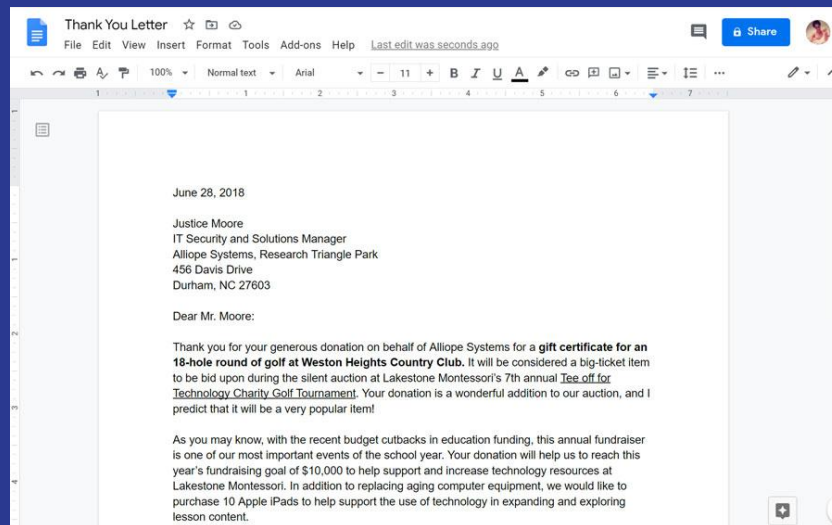 Thank You Letter
File Edit View Insert Format Tools Add-ons Help Last edit was seconds ago
Share
100% Normal text Arial - 11 + B I U A
1 1 2 3 4 5 6 7
June 28, 2018
Justice Moore
IT Security and Solutions Manager
Alliope Systems, Research Triangle Park
456 Davis Drive
Durham, NC 27603
Dear Mr. Moore:
Thank you for your generous donation on behalf of Alliope Systems for a gift certificate for an
18-hole round of golf at Weston Heights Country Club. It will be considered a big-ticket item
to be bid upon during the silent auction at Lakestone Montessori's 7th annual Tee off for
Technology Charity Golf Tournament. Your donation is a wonderful addition to our auction, and I
predict that it will be a very popular item!
As you may know, with the recent budget cutbacks in education funding, this annual fundraiser
is one of our most important events of the school year. Your donation will help us to reach this
year's fundraising goal of $10,000 to help support and increase technology resources at
Lakestone Montessori. In addition to replacing aging computer equipment, we would like to
purchase 10 Apple iPads to help support the use of technology in expanding and exploring
lesson content.